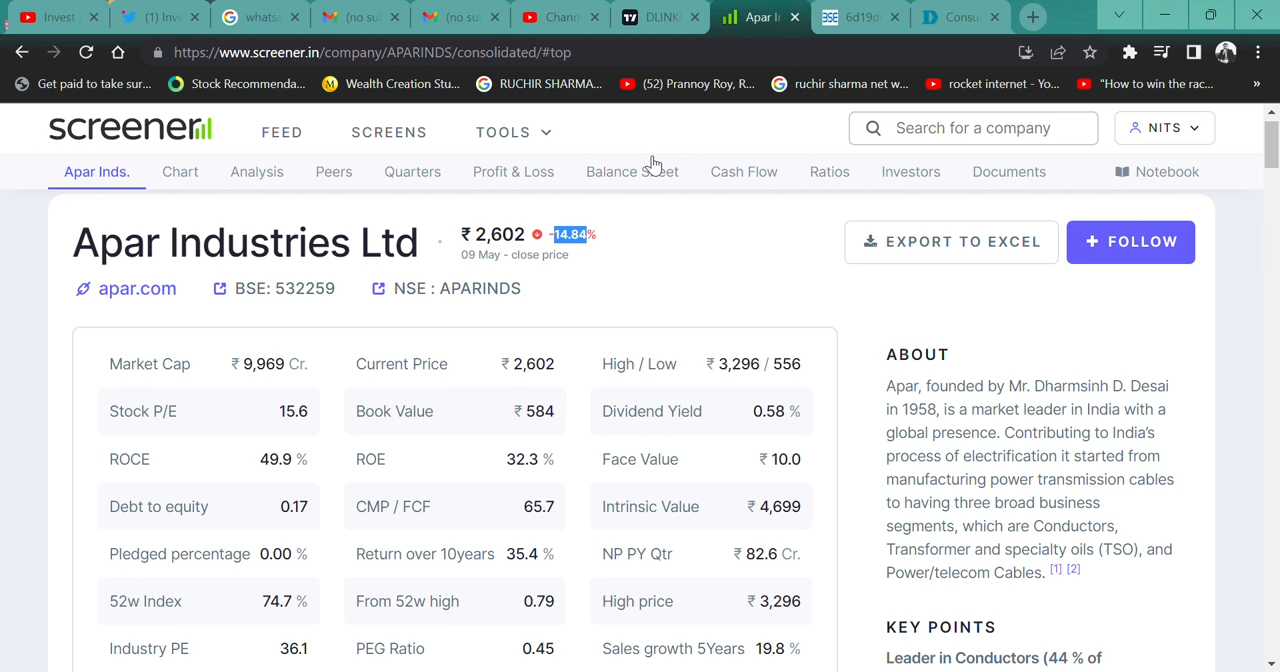 Invest
(1) Inv
whats
(no su
(no su
Chann
DLINK
Apar Ir
6d19d
Consur
https://www.screener.in/company/APARINDS/consolidated/#top
Get paid to take sur...
Stock Recommenda...
Wealth Creation Stu...
RUCHIR SHARMA...
(52) Prannoy Roy, R...
ruchir sharma net w...
rocket internet - Yo...
"How to win the rac...
»
screener
FEED
SCREENS
TOOLS
Search for a company
NITS
Apar Inds.
Chart
Analysis
Peers
Quarters
Profit & Loss
Balance Sheet
Cash Flow
Ratios
Investors
Documents
Notebook
Apar Industries Ltd
₹ 2,602 -14.84%
09 May - close price
EXPORT TO EXCEL
+ FOLLOW
apar.com
BSE: 532259
NSE : APARINDS
Market Cap ₹ 9,969 Cr.
Current Price ₹ 2,602
High / Low ₹ 3,296 / 556
Stock P/E 15.6
Book Value ₹ 584
Dividend Yield 0.58 %
ROCE 49.9 %
ROE 32.3 %
Face Value ₹ 10.0
Debt to equity 0.17
CMP / FCF 65.7
Intrinsic Value ₹ 4,699
Pledged percentage 0.00 %
Return over 10years 35.4 %
NP PY Qtr ₹ 82.6 Cr.
52w Index 74.7 %
From 52w high 0.79
High price ₹ 3,296
Industry PE 36.1
PEG Ratio 0.45
Sales growth 5Years 19.8 %
ABOUT
Apar, founded by Mr. Dharmsinh D. Desai
in 1958, is a market leader in India with a
global presence. Contributing to India's
process of electrification it started from
manufacturing power transmission cables
to having three broad business
segments, which are Conductors,
Transformer and specialty oils (TSO), and
Power/telecom Cables. [1] [2]
KEY POINTS
Leader in Conductors (44 % of